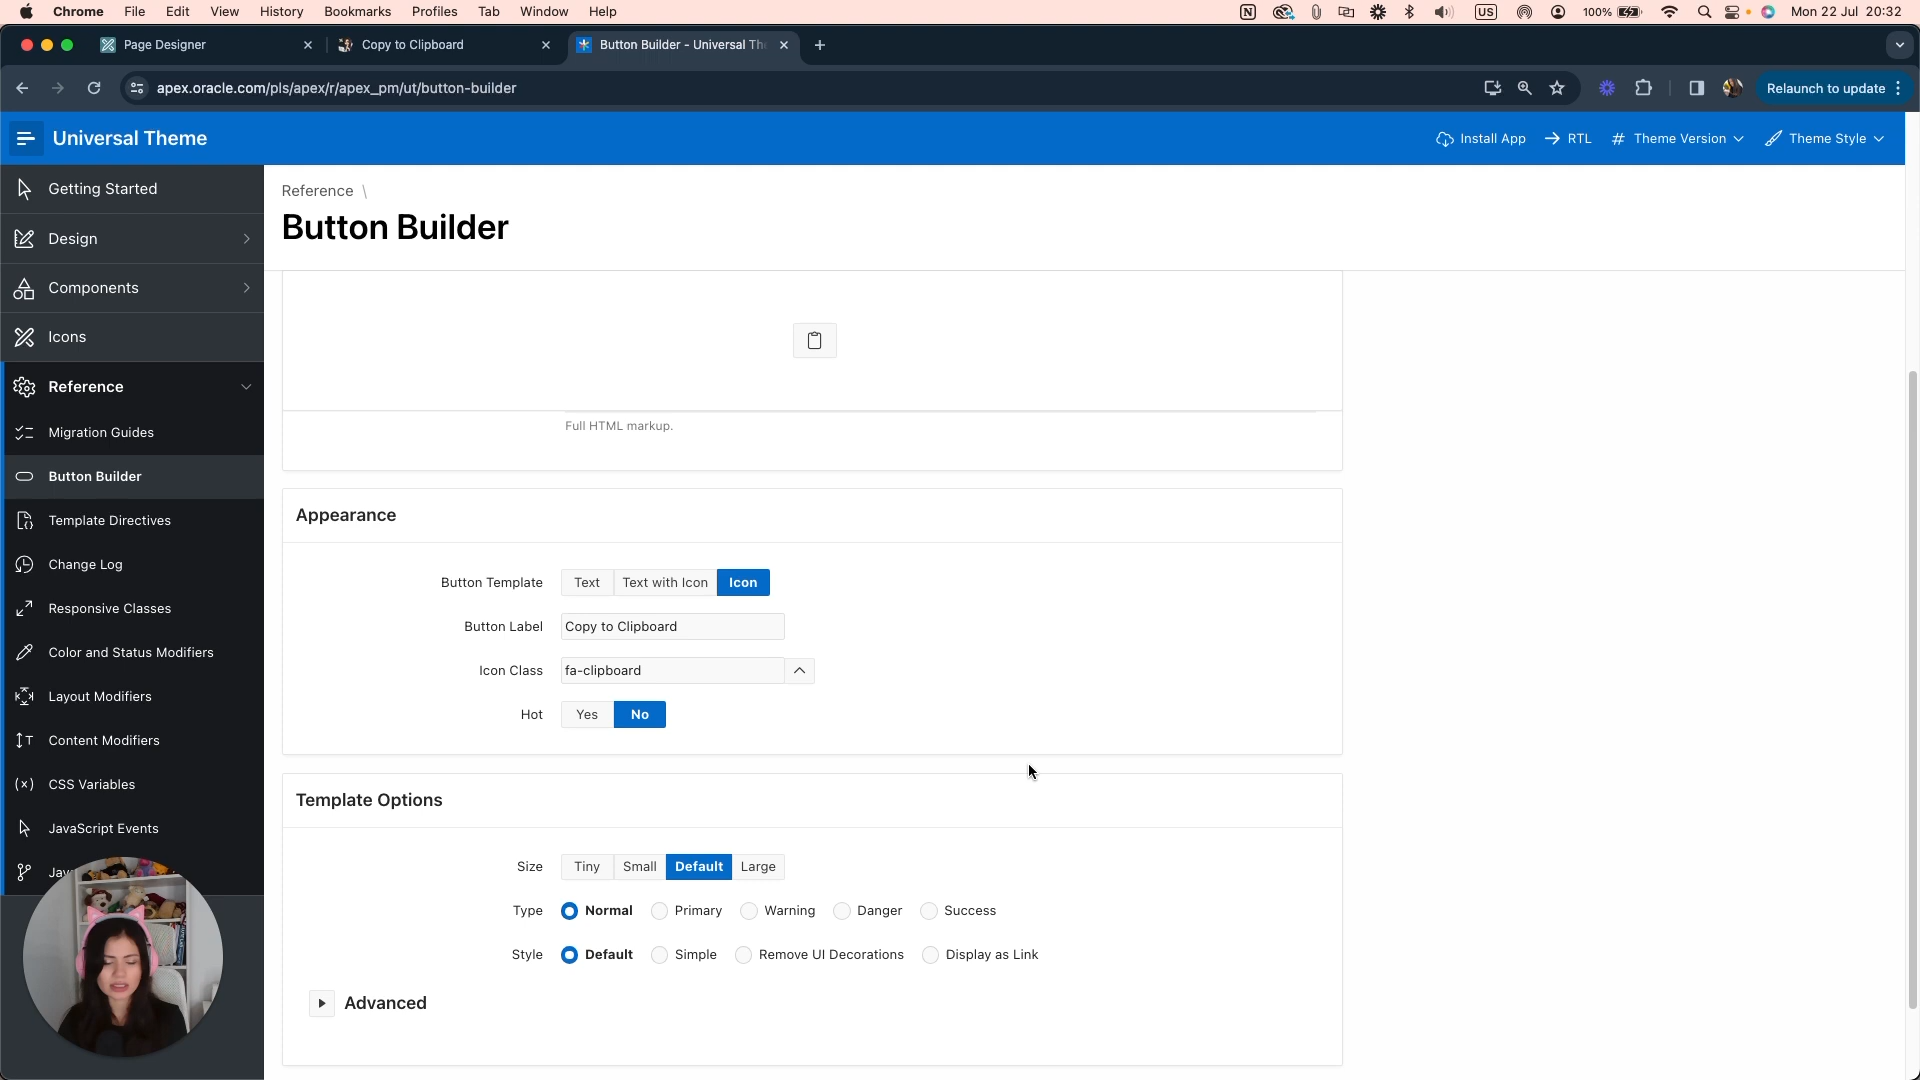 Chrome File Edit View History Bookmarks Profiles Tab Window Help US 100% Mon 22 Jul 20:32
Page Designer Copy to Clipboard Button Builder - Universal Th
apex.oracle.com/pls/apex/r/apex_pm/ut/button-builder Relaunch to update
Universal Theme Install App RTL Theme Version Theme Style
Getting Started
Design
Components
Icons
Reference
Migration Guides
Button Builder
Template Directives
Change Log
Responsive Classes
Color and Status Modifiers
Layout Modifiers
Content Modifiers
CSS Variables
JavaScript Events
Reference \
Button Builder
Full HTML markup.
Appearance
Button Template Text Text with Icon Icon
Button Label Copy to Clipboard
Icon Class fa-clipboard
Hot Yes No
Template Options
Size Tiny Small Default Large
Type Normal Primary Warning Danger Success
Style Default Simple Remove UI Decorations Display as Link
Advanced